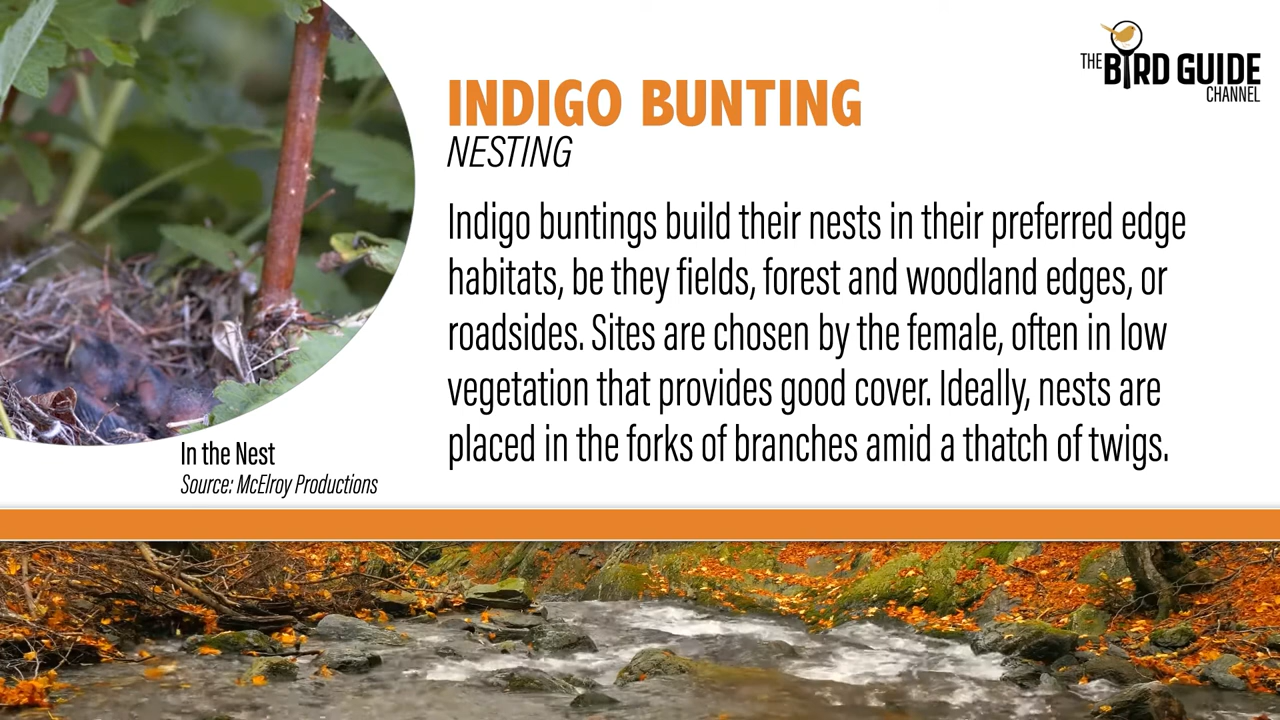 THE BIRD GUIDE
CHANNEL
INDIGO BUNTING
NESTING
Indigo buntings build their nests in their preferred edge
habitats, be they fields, forest and woodland edges, or
roadsides. Sites are chosen by the female, often in low
vegetation that provides good cover. Ideally, nests are
placed in the forks of branches amid a thatch of twigs.
In the Nest
Source: McElroy Productions